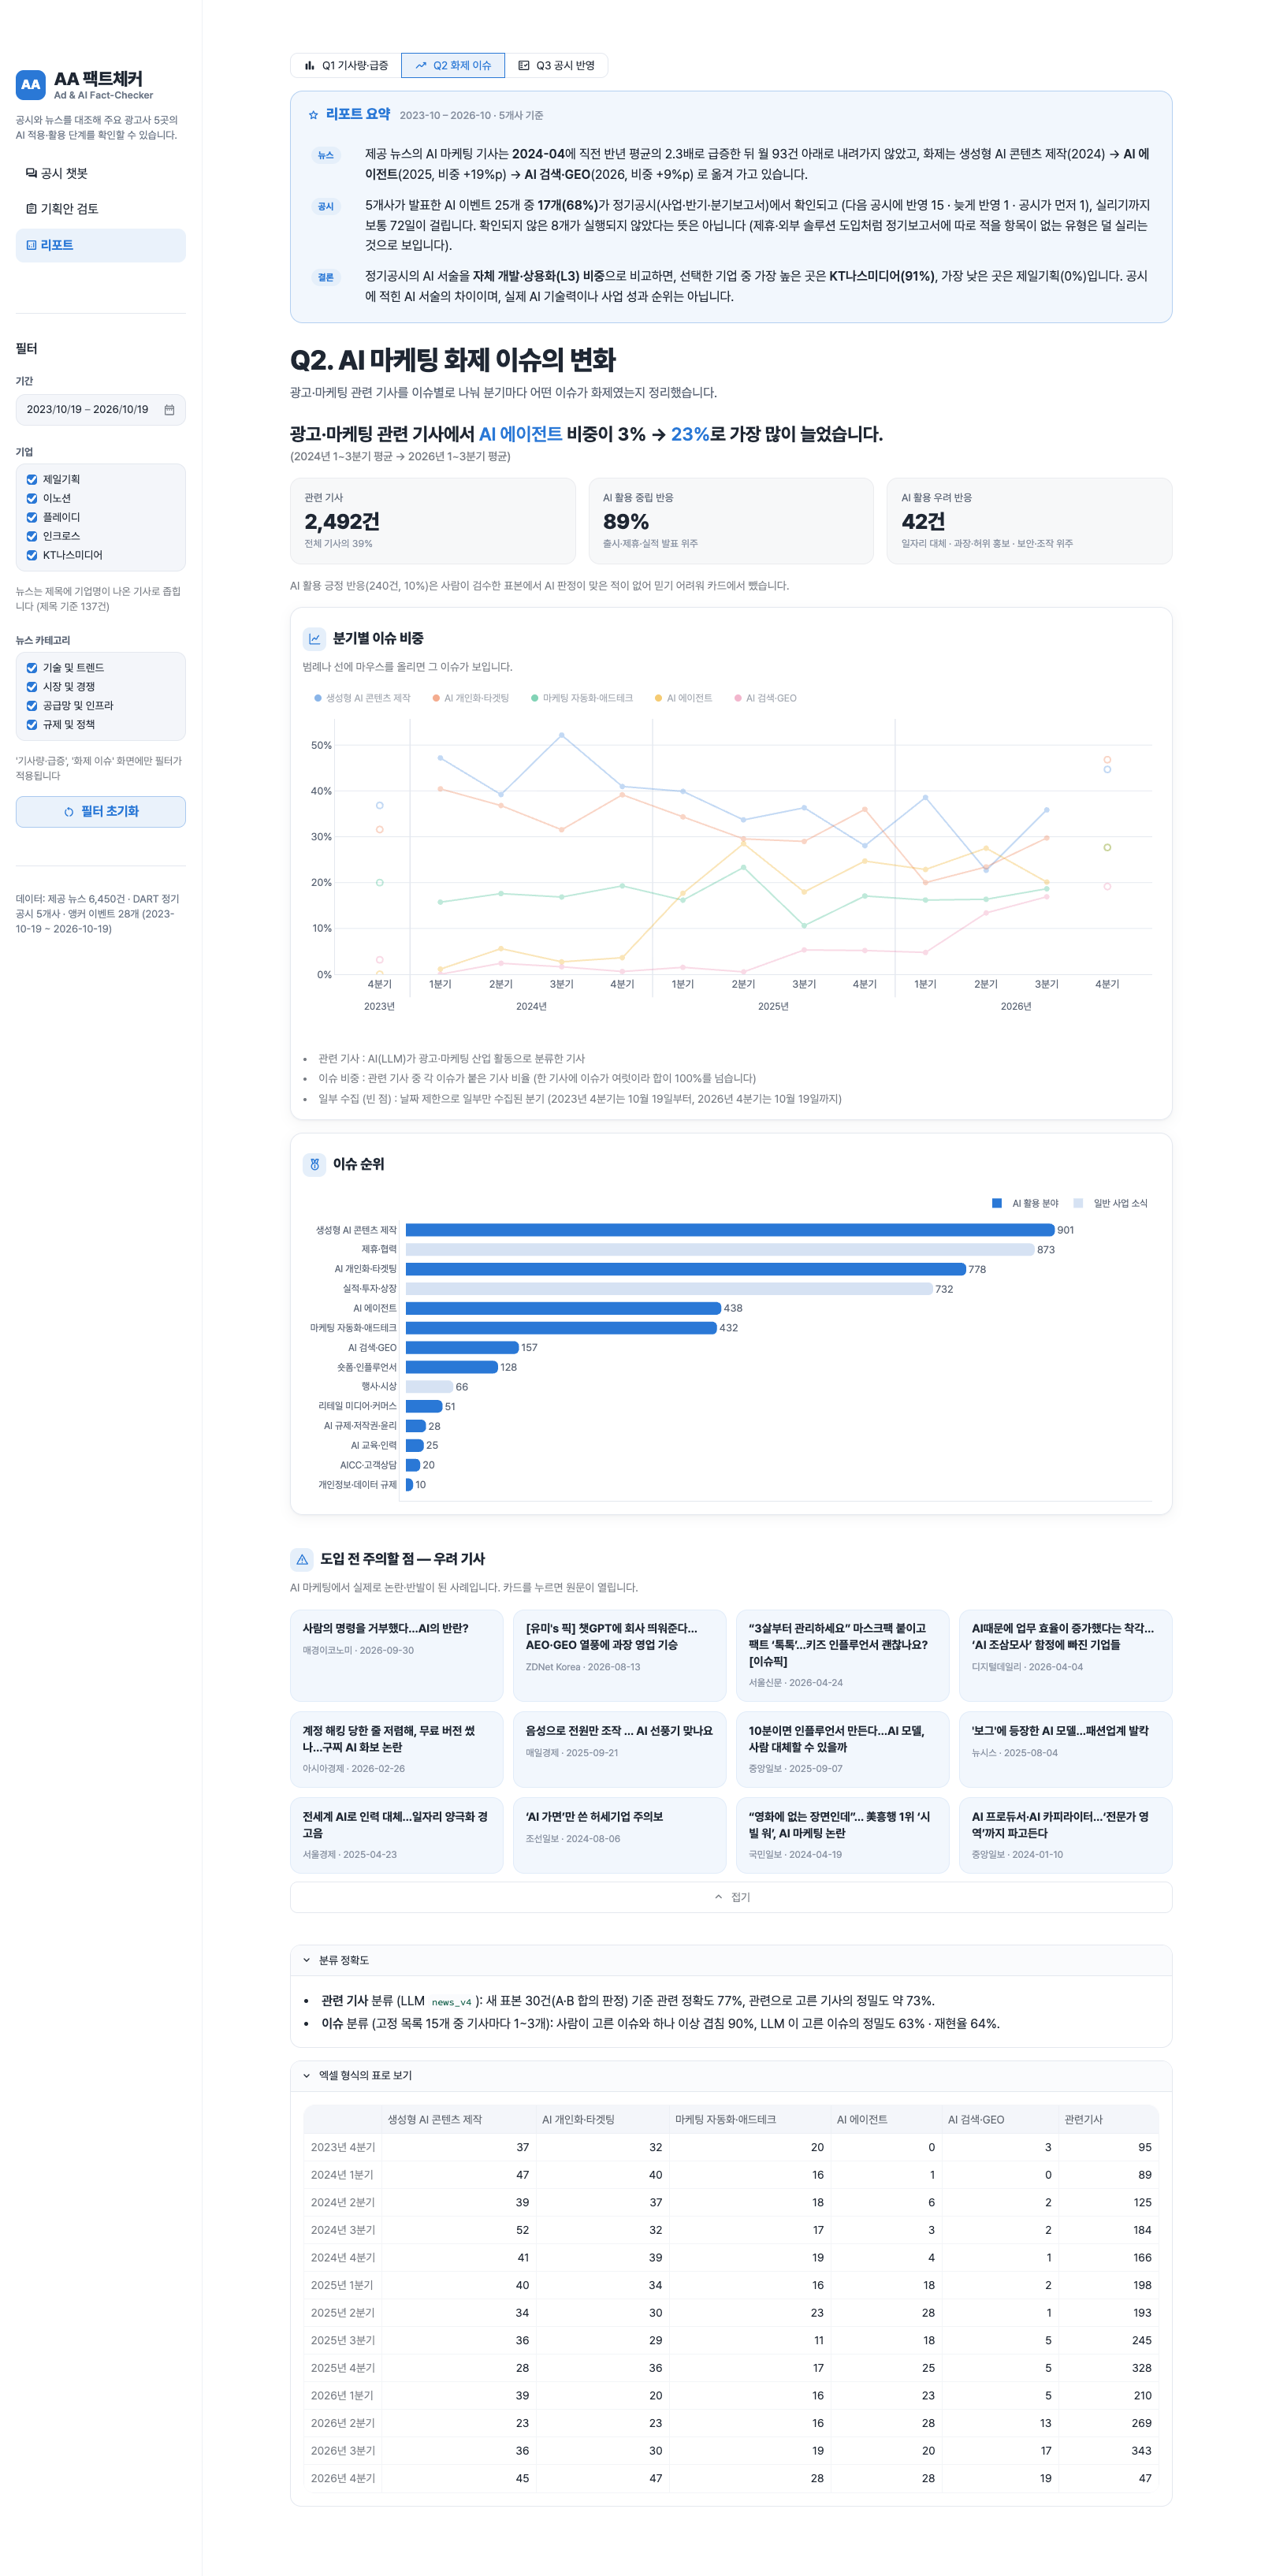 AA
AA 팩트체커
Ad & AI Fact-Checker
공시와 뉴스를 대조해 주요 광고사 5곳의
AI 적용·활용 단계를 확인할 수 있습니다.
공시 챗봇
기획안 검토
리포트
필터
기간
2023/10/19 – 2026/10/19
기업
제일기획
이노션
플레이디
인크로스
KT나스미디어
뉴스는 제목에 기업명이 나온 기사로 좁힙
니다 (제목 기준 137건)
뉴스 카테고리
기술 및 트렌드
시장 및 경쟁
공급망 및 인프라
규제 및 정책
'기사량·급증', '화제 이슈' 화면에만 필터가
적용됩니다
필터 초기화
데이터: 제공 뉴스 6,450건 · DART 정기
공시 5개사 · 앵커 이벤트 28개 (2023-
10-19 ~ 2026-10-19)
Q1 기사량·급증
Q2 화제 이슈
Q3 공시 반영
리포트 요약 2023-10 – 2026-10 · 5개사 기준
뉴스
제공 뉴스의 AI 마케팅 기사는 2024-04에 직전 반년 평균의 2.3배로 급증한 뒤 월 93건 아래로 내려가지 않았고, 화제는 생성형 AI 콘텐츠 제작(2024) → AI 에
이전트(2025, 비중 +19%p) → AI 검색·GEO(2026, 비중 +9%p) 로 옮겨 가고 있습니다.
공시
5개사가 발표한 AI 이벤트 25개 중 17개(68%)가 정기공시(사업·반기·분기보고서)에서 확인되고 (다음 공시에 반영 15 · 늦게 반영 1 · 공시가 먼저 1), 실리기까지
보통 72일이 걸립니다. 확인되지 않은 8개가 실행되지 않았다는 뜻은 아닙니다 (제휴·외부 솔루션 도입처럼 정기보고서에 따로 적을 항목이 없는 유형은 덜 실리는
것으로 보입니다).
결론
정기공시의 AI 서술을 자체 개발·상용화(L3) 비중으로 비교하면, 선택한 기업 중 가장 높은 곳은 KT나스미디어(91%), 가장 낮은 곳은 제일기획(0%)입니다. 공시
에 적힌 AI 서술의 차이이며, 실제 AI 기술력이나 사업 성과 순위는 아닙니다.
Q2. AI 마케팅 화제 이슈의 변화
광고·마케팅 관련 기사를 이슈별로 나눠 분기마다 어떤 이슈가 화제였는지 정리했습니다.
광고·마케팅 관련 기사에서 AI 에이전트 비중이 3% → 23%로 가장 많이 늘었습니다.
(2024년 1~3분기 평균 → 2026년 1~3분기 평균)
관련 기사
2,492건
전체 기사의 39%
AI 활용 중립 반응
89%
출시·제휴·실적 발표 위주
AI 활용 우려 반응
42건
일자리 대체 · 과장·허위 홍보 · 보안·조작 위주
AI 활용 긍정 반응(240건, 10%)은 사람이 검수한 표본에서 AI 판정이 맞은 적이 없어 믿기 어려워 카드에서 뺐습니다.
분기별 이슈 비중
범례나 선에 마우스를 올리면 그 이슈가 보입니다.
생성형 AI 콘텐츠 제작 AI 개인화·타겟팅 마케팅 자동화·애드테크 AI 에이전트 AI 검색·GEO
50%
40%
30%
20%
10%
0%
4분기 1분기 2분기 3분기 4분기 1분기 2분기 3분기 4분기 1분기 2분기 3분기 4분기
2023년 2024년 2025년 2026년
관련 기사 : AI(LLM)가 광고·마케팅 산업 활동으로 분류한 기사
이슈 비중 : 관련 기사 중 각 이슈가 붙은 기사 비율 (한 기사에 이슈가 여럿이라 합이 100%를 넘습니다)
일부 수집 (빈 점) : 날짜 제한으로 일부만 수집된 분기 (2023년 4분기는 10월 19일부터, 2026년 4분기는 10월 19일까지)
이슈 순위
AI 활용 분야 일반 사업 소식
생성형 AI 콘텐츠 제작 901
제휴·협력 873
AI 개인화·타겟팅 778
실적·투자·상장 732
AI 에이전트 438
마케팅 자동화·애드테크 432
AI 검색·GEO 157
숏폼·인플루언서 128
행사·시상 66
리테일 미디어·커머스 51
AI 규제·저작권·윤리 28
AI 교육·인력 25
AICC·고객상담 20
개인정보·데이터 규제 10
도입 전 주의할 점 — 우려 기사
AI 마케팅에서 실제로 논란·반발이 된 사례입니다. 카드를 누르면 원문이 열립니다.
사람의 명령을 거부했다…AI의 반란?
매경이코노미 · 2026-09-30
[유미's 픽] 챗GPT에 회사 띄워준다…
AEO·GEO 열풍에 과장 영업 기승
ZDNet Korea · 2026-08-13
“3살부터 관리하세요” 마스크팩 붙이고
팩트 ‘톡톡’…키즈 인플루언서 괜찮나요?
[이슈픽]
서울신문 · 2026-04-24
AI때문에 업무 효율이 증가했다는 착각…
‘AI 조삼모사’ 함정에 빠진 기업들
디지털데일리 · 2026-04-04
계정 해킹 당한 줄 저렴해, 무료 버전 썼
나…구찌 AI 화보 논란
아시아경제 · 2026-02-26
음성으로 전원만 조작 … AI 선풍기 맞나요
매일경제 · 2025-09-21
10분이면 인플루언서 만든다…AI 모델,
사람 대체할 수 있을까
중앙일보 · 2025-09-07
'보그'에 등장한 AI 모델…패션업계 발칵
뉴시스 · 2025-08-04
전세계 AI로 인력 대체…일자리 양극화 경
고음
서울경제 · 2025-04-23
‘AI 가면’만 쓴 허세기업 주의보
조선일보 · 2024-08-06
“영화에 없는 장면인데”… 美흥행 1위 ‘시
빌 워’, AI 마케팅 논란
국민일보 · 2024-04-19
AI 프로듀서·AI 카피라이터…‘전문가 영
역’까지 파고든다
중앙일보 · 2024-01-10
접기
분류 정확도
관련 기사 분류 (LLM news_v4 ): 새 표본 30건(A·B 합의 판정) 기준 관련 정확도 77%, 관련으로 고른 기사의 정밀도 약 73%.
이슈 분류 (고정 목록 15개 중 기사마다 1~3개): 사람이 고른 이슈와 하나 이상 겹침 90%, LLM 이 고른 이슈의 정밀도 63% · 재현율 64%.
엑셀 형식의 표로 보기
생성형 AI 콘텐츠 제작 AI 개인화·타겟팅 마케팅 자동화·애드테크 AI 에이전트 AI 검색·GEO 관련기사
2023년 4분기 37 32 20 0 3 95
2024년 1분기 47 40 16 1 0 89
2024년 2분기 39 37 18 6 2 125
2024년 3분기 52 32 17 3 2 184
2024년 4분기 41 39 19 4 1 166
2025년 1분기 40 34 16 18 2 198
2025년 2분기 34 30 23 28 1 193
2025년 3분기 36 29 11 18 5 245
2025년 4분기 28 36 17 25 5 328
2026년 1분기 39 20 16 23 5 210
2026년 2분기 23 23 16 28 13 269
2026년 3분기 36 30 19 20 17 343
2026년 4분기 45 47 28 28 19 47